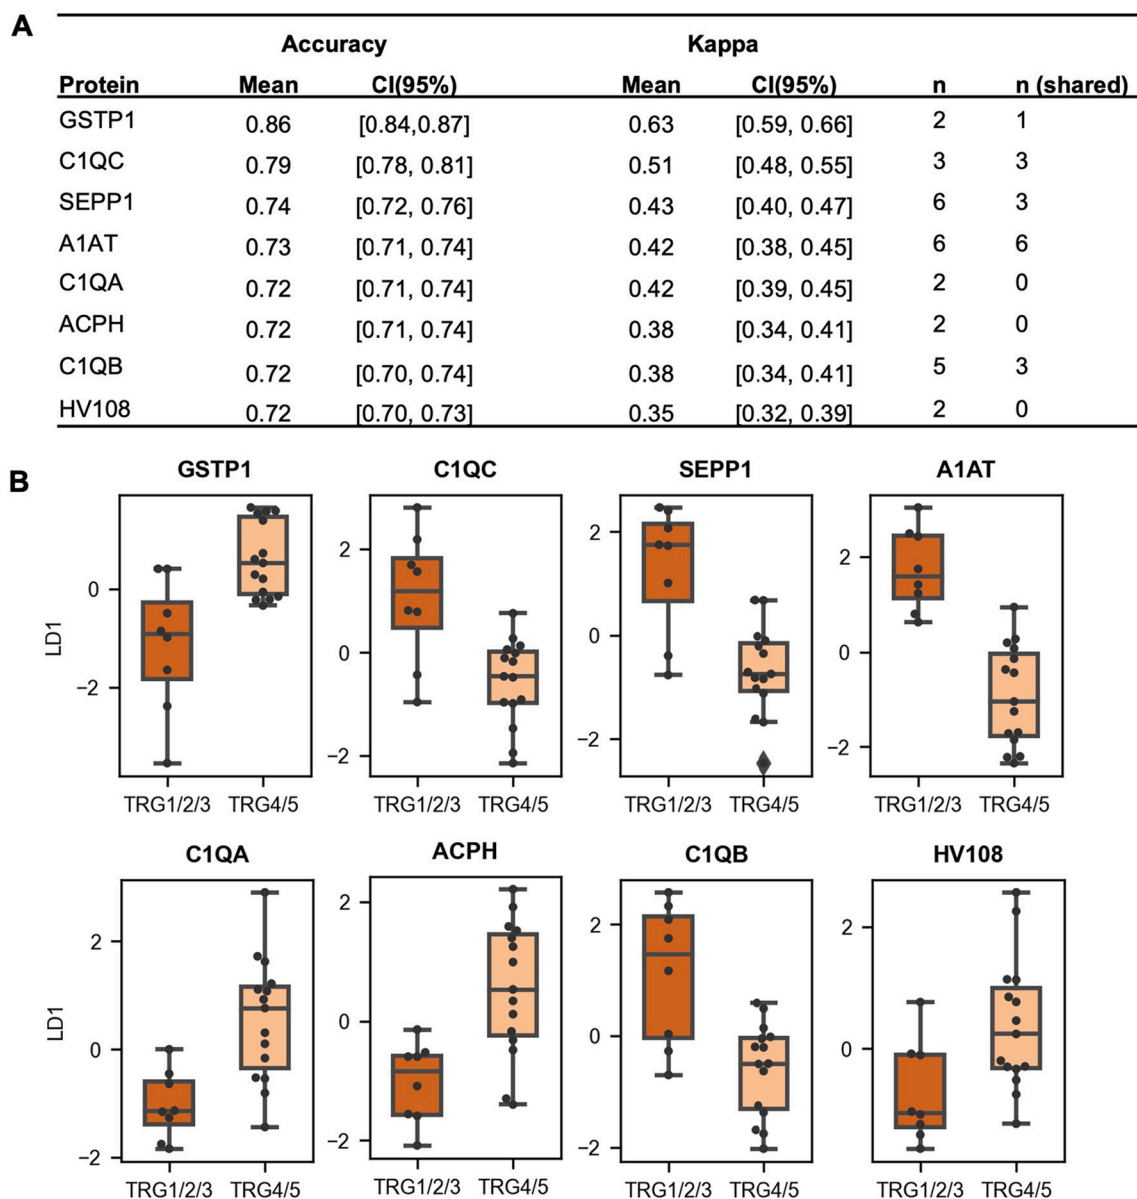 A
Accuracy Kappa
Protein Mean CI(95%) Mean CI(95%) n n (shared)
GSTP1 0.86 [0.84,0.87] 0.63 [0.59, 0.66] 2 1
C1QC 0.79 [0.78, 0.81] 0.51 [0.48, 0.55] 3 3
SEPP1 0.74 [0.72, 0.76] 0.43 [0.40, 0.47] 6 3
A1AT 0.73 [0.71, 0.74] 0.42 [0.38, 0.45] 6 6
C1QA 0.72 [0.71, 0.74] 0.42 [0.39, 0.45] 2 0
ACPH 0.72 [0.71, 0.74] 0.38 [0.34, 0.41] 2 0
C1QB 0.72 [0.70, 0.74] 0.38 [0.34, 0.41] 5 3
HV108 0.72 [0.70, 0.73] 0.35 [0.32, 0.39] 2 0
B
GSTP1 C1QC SEPP1 A1AT
LD1
0 2 2 2
−2 0 0 0
−2 −2 −2
TRG1/2/3 TRG4/5 TRG1/2/3 TRG4/5 TRG1/2/3 TRG4/5 TRG1/2/3 TRG4/5
C1QA ACPH C1QB HV108
LD1
2 2 2 2
0 0 0 0
−2 −2 −2
TRG1/2/3 TRG4/5 TRG1/2/3 TRG4/5 TRG1/2/3 TRG4/5 TRG1/2/3 TRG4/5